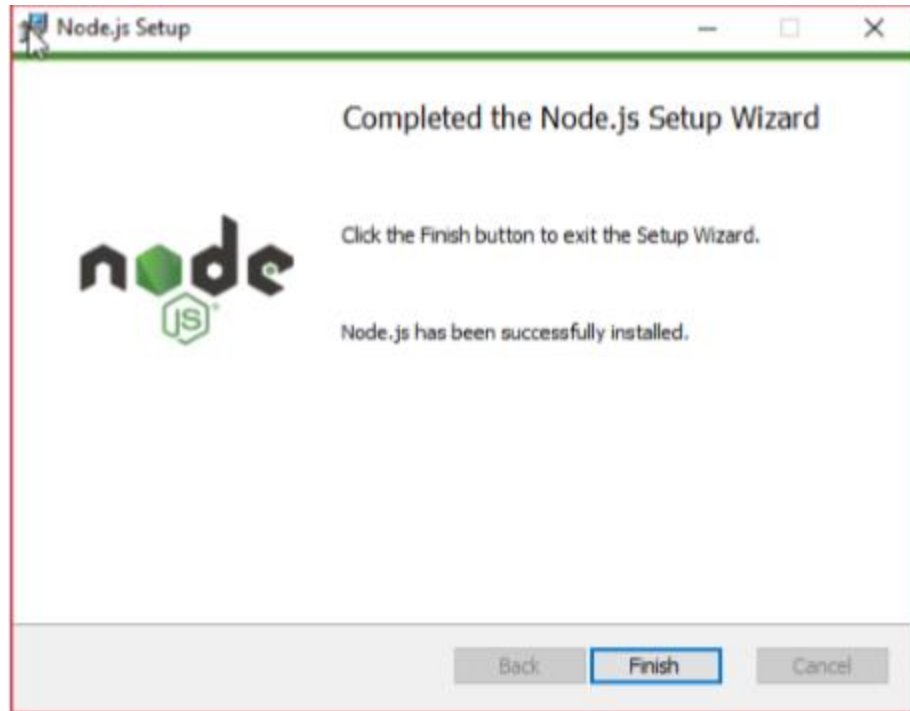 Node.js Setup
Completed the Node.js Setup Wizard
Click the Finish button to exit the Setup Wizard.
node
JS
Node.js has been successfully installed.
Back
Finish
Cancel